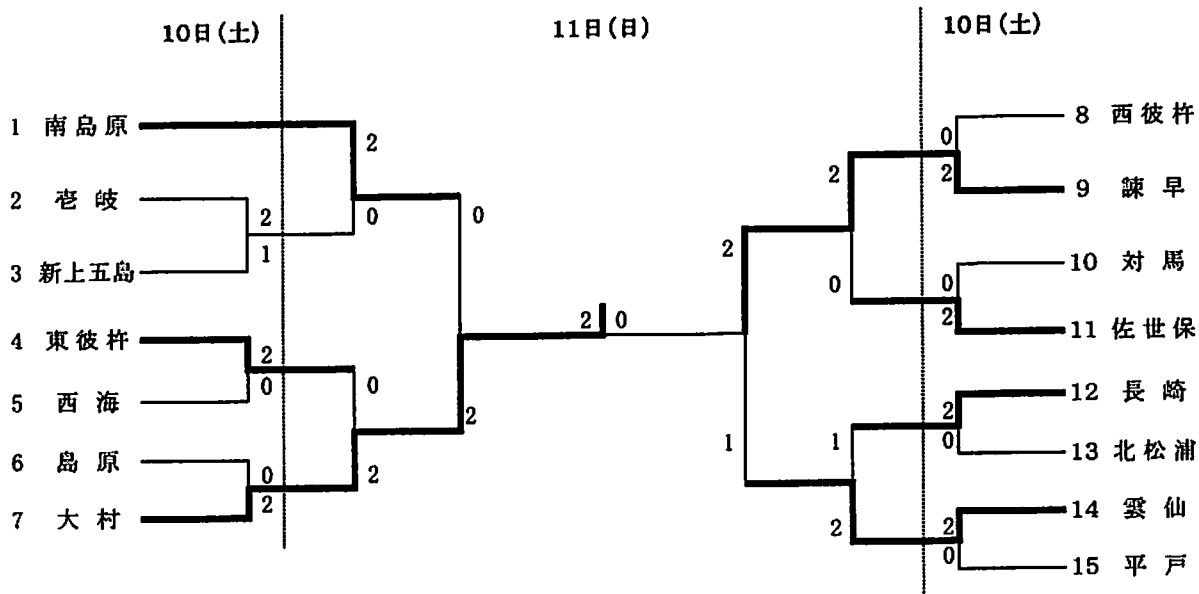 10日(土)
11日(日)
10日(土)
1 南島原
2 壱岐
3 新上五島
4 東彼杵
5 西海
6 島原
7 大村
2
0
2
1
2
0
0
2
0
2
0
2
2 0
2
1
2
0
1
2
0
2
0
2
2
0
2
0
8 西彼杵
9 諫早
10 対馬
11 佐世保
12 長崎
13 北松浦
14 雲仙
15 平戸